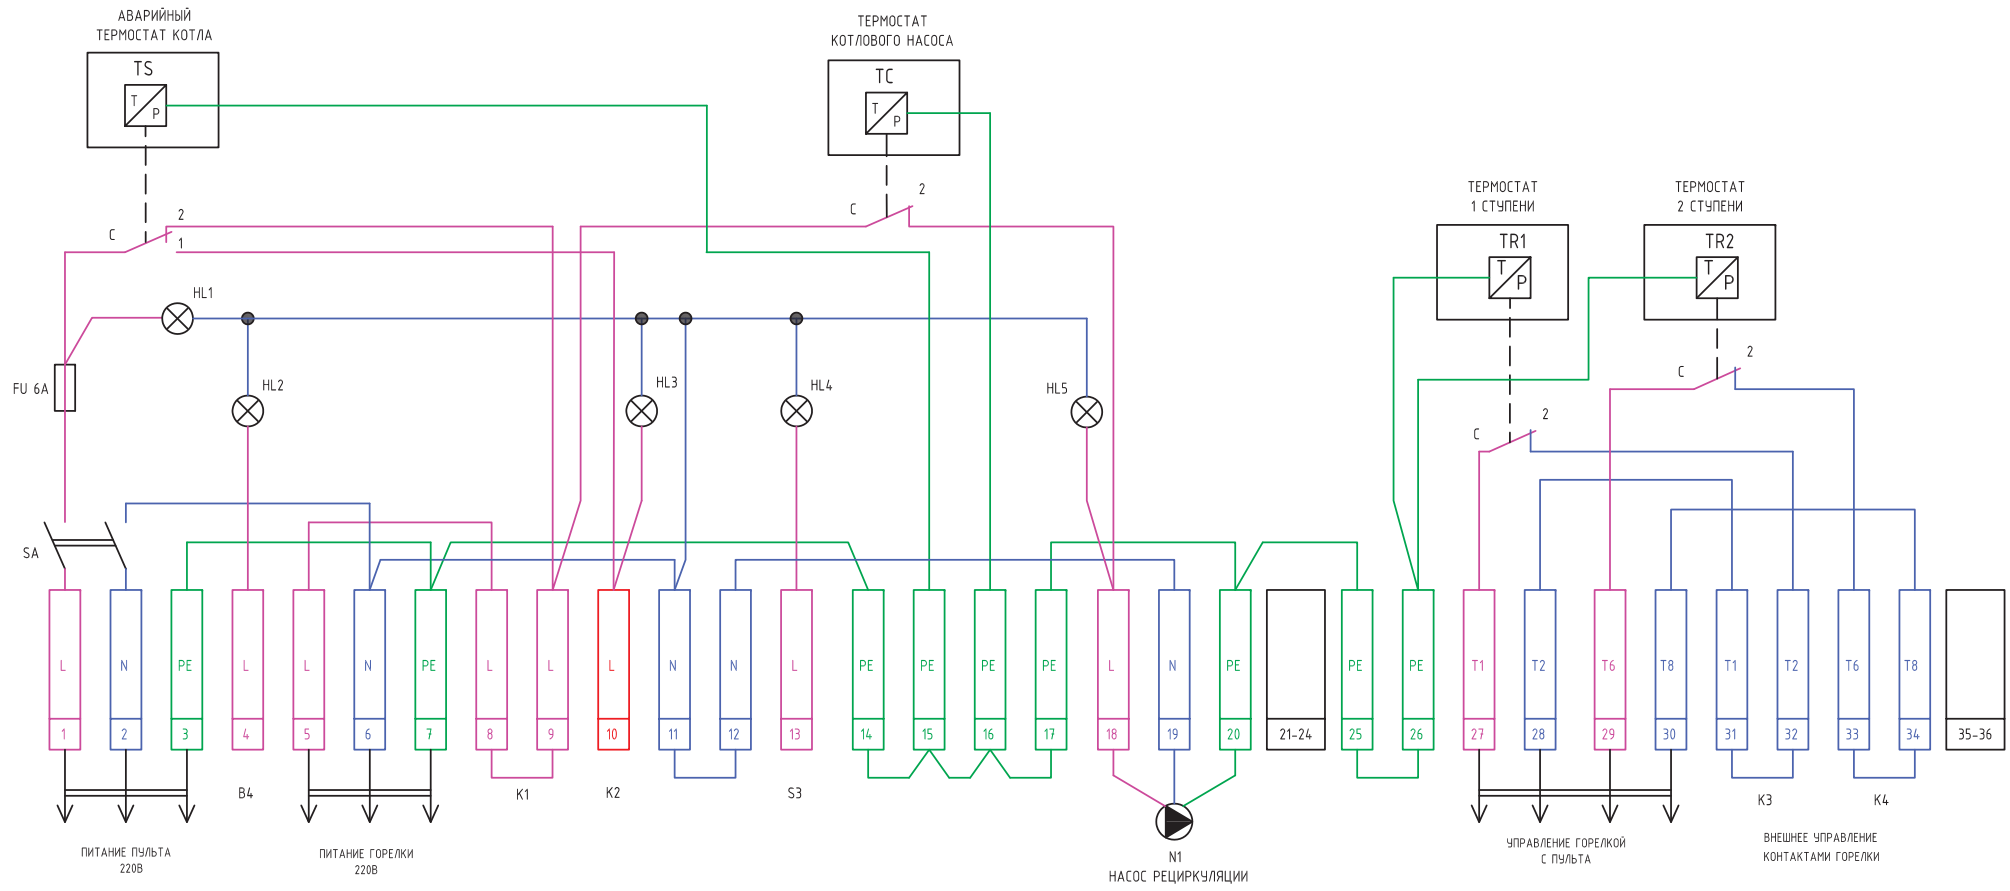 АВАРИЙНЫЙ
ТЕРМОСТАТ КОТЛА
TS
T
P
ТЕРМОСТАТ
КОТЛОВОГО НАСОСА
TC
T
P
ТЕРМОСТАТ
1 СТУПЕНИ
TR1
T
P
ТЕРМОСТАТ
2 СТУПЕНИ
TR2
T
P
C
2
1
C
2
C
2
C
2
HL1
HL2
HL3
HL4
HL5
FU 6A
SA
L
N
PE
L
L
N
PE
L
L
L
N
N
L
PE
PE
PE
PE
L
N
PE
PE
PE
T1
T2
T6
T8
T1
T2
T6
T8
1
2
3
4
5
6
7
8
9
10
11
12
13
14
15
16
17
18
19
20
21-24
25
26
27
28
29
30
31
32
33
34
35-36
B4
K1
K2
S3
K3
K4
ПИТАНИЕ ПУЛЬТА
220В
ПИТАНИЕ ГОРЕЛКИ
220В
N1
НАСОС РЕЦИРКУЛЯЦИИ
УПРАВЛЕНИЕ ГОРЕЛКОЙ
С ПУЛЬТА
ВНЕШНЕЕ УПРАВЛЕНИЕ
КОНТАКТАМИ ГОРЕЛКИ